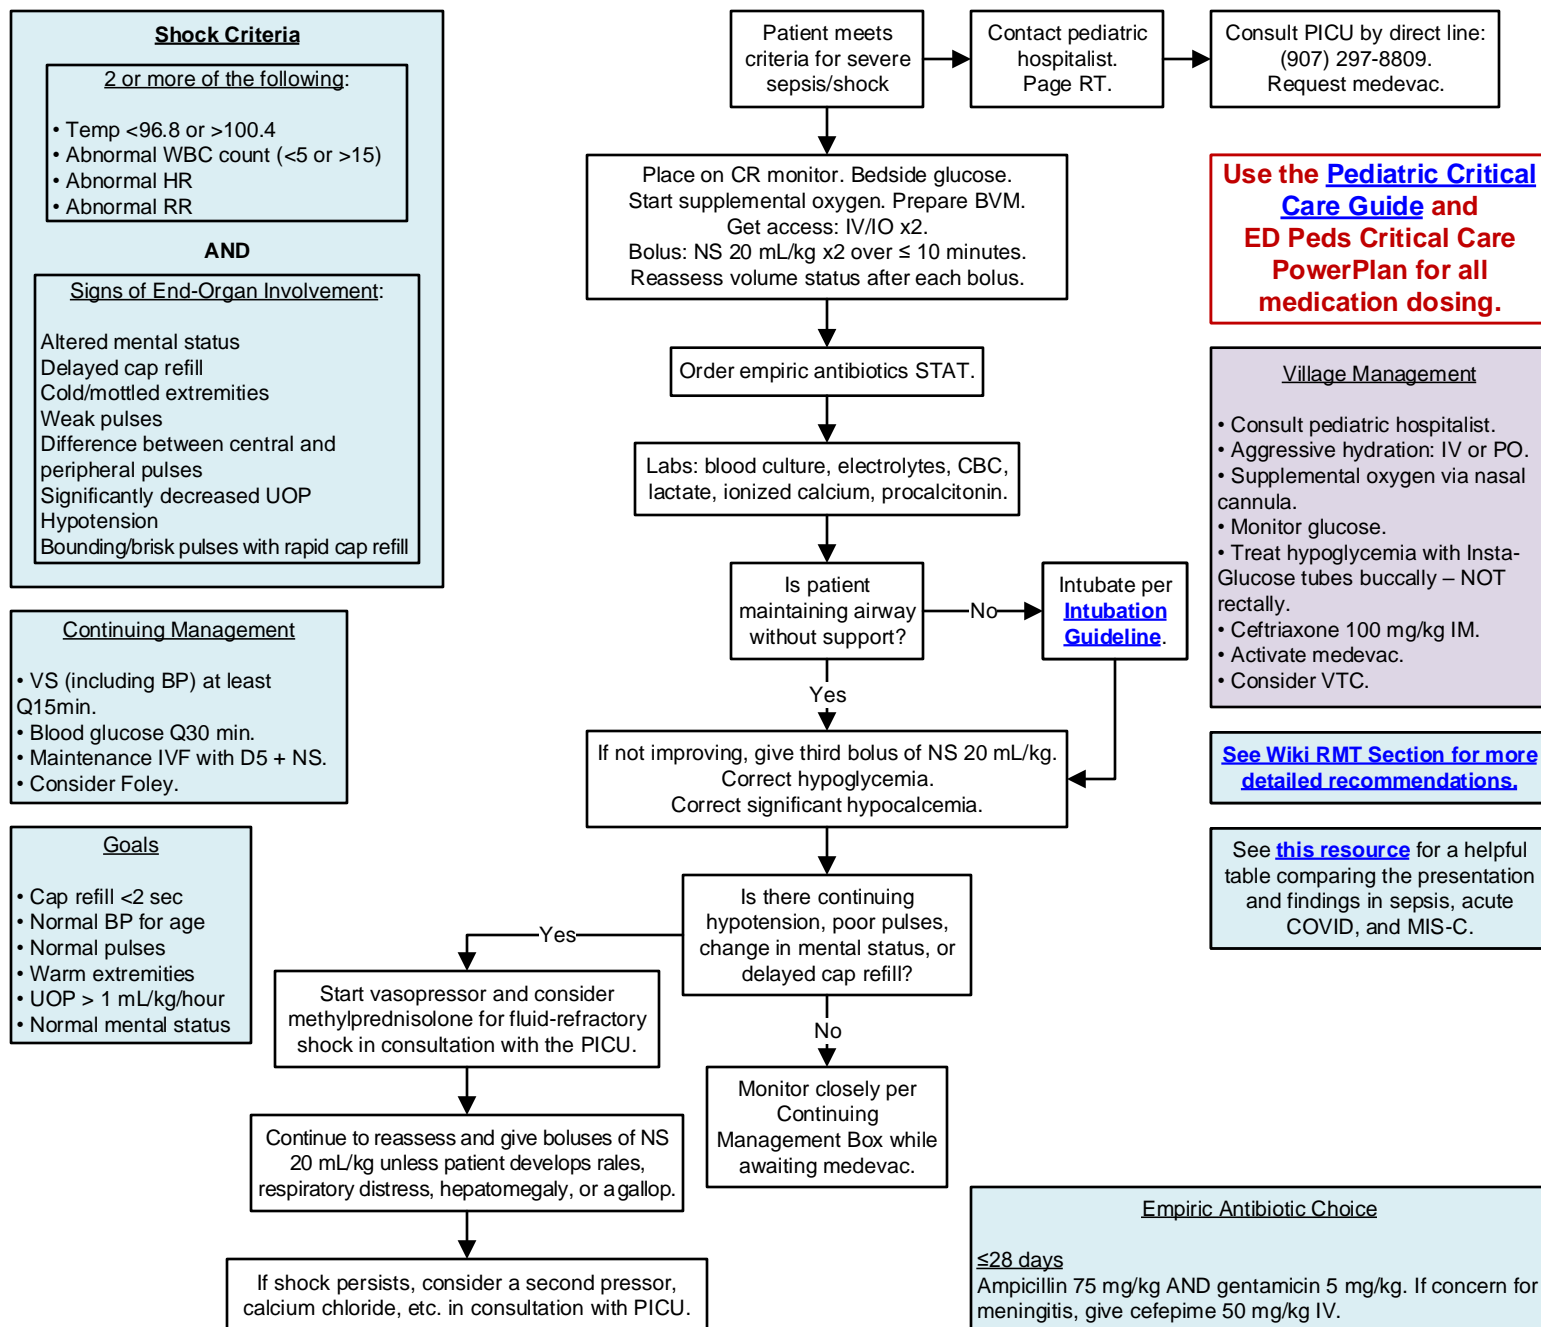 Shock Criteria
2 or more of the following:
• Temp <96.8 or >100.4
• Abnormal WBC count (<5 or >15)
• Abnormal HR
• Abnormal RR
AND
Signs of End-Organ Involvement:
Altered mental status
Delayed cap refill
Cold/mottled extremities
Weak pulses
Difference between central and
peripheral pulses
Significantly decreased UOP
Hypotension
Bounding/brisk pulses with rapid cap refill
Continuing Management
• VS (including BP) at least
Q15min.
• Blood glucose Q30 min.
• Maintenance IVF with D5 + NS.
• Consider Foley.
Goals
• Cap refill <2 sec
• Normal BP for age
• Normal pulses
• Warm extremities
• UOP > 1 mL/kg/hour
• Normal mental status
Patient meets
criteria for severe
sepsis/shock
Contact pediatric
hospitalist.
Page RT.
Consult PICU by direct line:
(907) 297-8809.
Request medevac.
Place on CR monitor. Bedside glucose.
Start supplemental oxygen. Prepare BVM.
Get access: IV/IO x2.
Bolus: NS 20 mL/kg x2 over ≤ 10 minutes.
Reassess volume status after each bolus.
Order empiric antibiotics STAT.
Labs: blood culture, electrolytes, CBC,
lactate, ionized calcium, procalcitonin.
Is patient
maintaining airway
without support?
No
Intubate per
Intubation
Guideline.
Yes
If not improving, give third bolus of NS 20 mL/kg.
Correct hypoglycemia.
Correct significant hypocalcemia.
Is there continuing
hypotension, poor pulses,
change in mental status, or
delayed cap refill?
Yes
Start vasopressor and consider
methylprednisolone for fluid-refractory
shock in consultation with the PICU.
No
Monitor closely per
Continuing
Management Box while
awaiting medevac.
Continue to reassess and give boluses of NS
20 mL/kg unless patient develops rales,
respiratory distress, hepatomegaly, or a gallop.
If shock persists, consider a second pressor,
calcium chloride, etc. in consultation with PICU.
Use the Pediatric Critical
Care Guide and
ED Peds Critical Care
PowerPlan for all
medication dosing.
Village Management
• Consult pediatric hospitalist.
• Aggressive hydration: IV or PO.
• Supplemental oxygen via nasal
cannula.
• Monitor glucose.
• Treat hypoglycemia with Insta-
Glucose tubes buccally – NOT
rectally.
• Ceftriaxone 100 mg/kg IM.
• Activate medevac.
• Consider VTC.
See Wiki RMT Section for more
detailed recommendations.
See this resource for a helpful
table comparing the presentation
and findings in sepsis, acute
COVID, and MIS-C.
Empiric Antibiotic Choice
≤28 days
Ampicillin 75 mg/kg AND gentamicin 5 mg/kg. If concern for
meningitis, give cefepime 50 mg/kg IV.